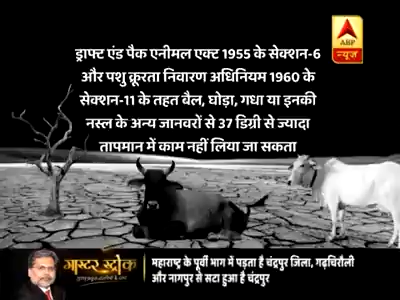 abp
ABP
न्यूज़
ड्राफ्ट एंड पैक एनीमल एक्ट 1955 के सेक्शन-6
और पशु क्रूरता निवारण अधिनियम 1960 के
सेक्शन-11 के तहत बैल, घोड़ा, गधा या इनकी
नस्ल के अन्य जानवरों से 37 डिग्री से ज्यादा
तापमान में काम नहीं लिया जा सकता
मास्टर स्ट्रोक
महाराष्ट्र के पूर्वी भाग में पड़ता है चंद्रपुर जिला, गढ़चिरौली
और नागपुर से सटा हुआ है चंद्रपुर